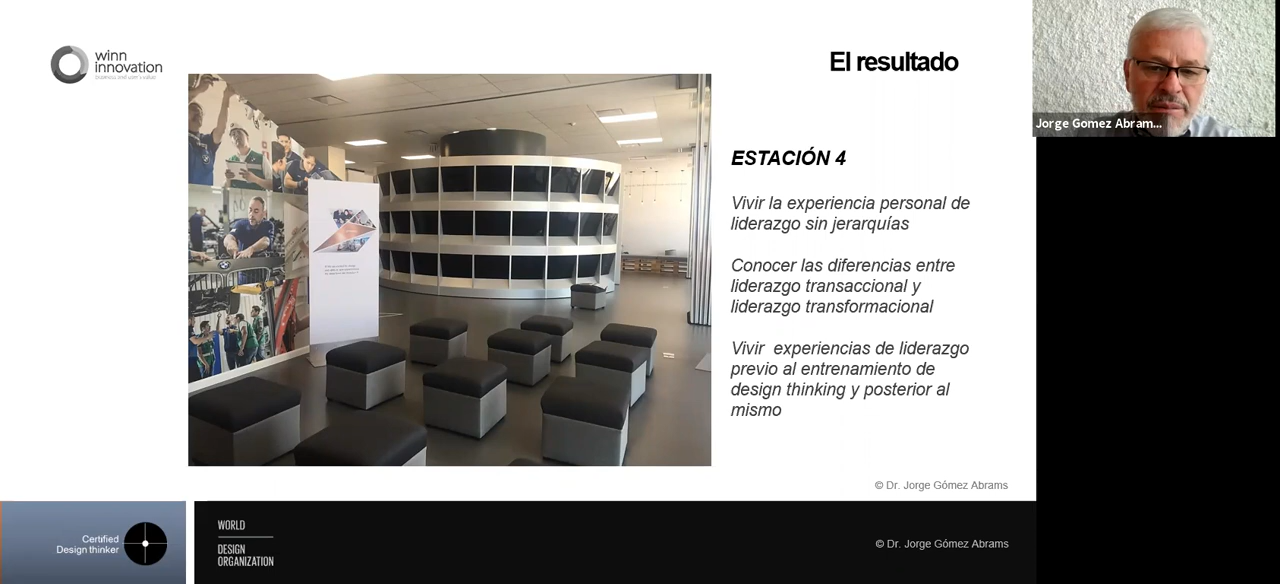 winn
innovation
El resultado
Jorge Gomez Abram...
ESTACIÓN 4
Vivir la experiencia personal de
liderazgo sin jerarquías
Conocer las diferencias entre
liderazgo transaccional y
liderazgo transformacional
Vivir experiencias de liderazgo
previo al entrenamiento de
design thinking y posterior al
mismo
© Dr. Jorge Gómez Abrams
Certified
Design thinker
WORLD
DESIGN
ORGANIZATION
© Dr. Jorge Gómez Abrams